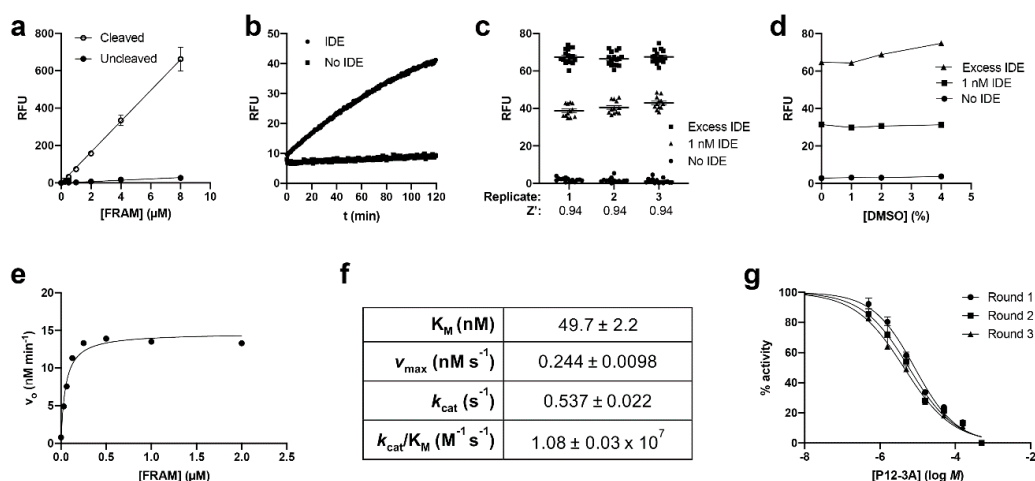 a
Cleaved
Uncleaved
RFU
800
600
400
200
0
0 2 4 6 8 10
[FRAM] (μM)
b
IDE
No IDE
RFU
50
40
30
20
10
0
0 20 40 60 80 100 120
t (min)
c
RFU
80
60
40
20
0
Excess IDE
1 nM IDE
No IDE
Replicate: 1 2 3
Z': 0.94 0.94 0.94
d
RFU
80
60
40
20
0
Excess IDE
1 nM IDE
No IDE
0 1 2 3 4 5
[DMSO] (%)
e
v₀ (nM min⁻¹)
20
15
10
5
0
0.0 0.5 1.0 1.5 2.0 2.5
[FRAM] (μM)
f
K_M (nM) 49.7 ± 2.2
v_max (nM s⁻¹) 0.244 ± 0.0098
k_cat (s⁻¹) 0.537 ± 0.022
k_cat/K_M (M⁻¹ s⁻¹) 1.08 ± 0.03 x 10⁷
g
Round 1
Round 2
Round 3
% activity
100
80
60
40
20
0
-8 -6 -4 -2
[P12-3A] (log M)